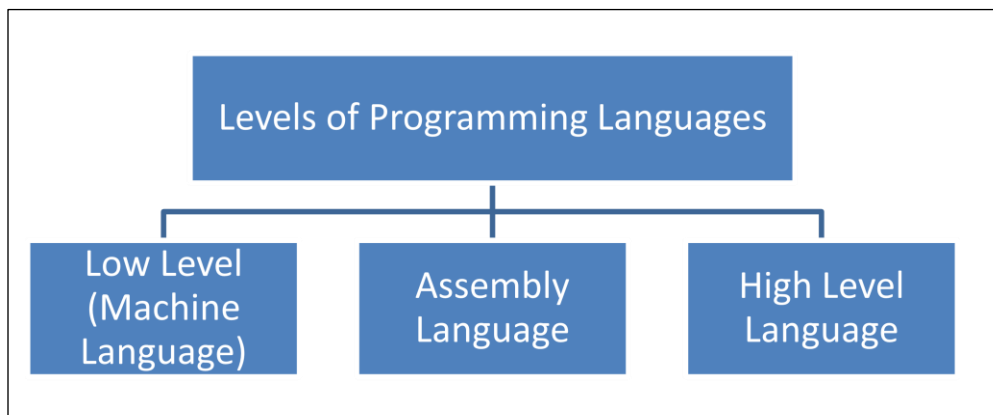 Levels of Programming Languages
Low Level
(Machine
Language)
Assembly
Language
High Level
Language